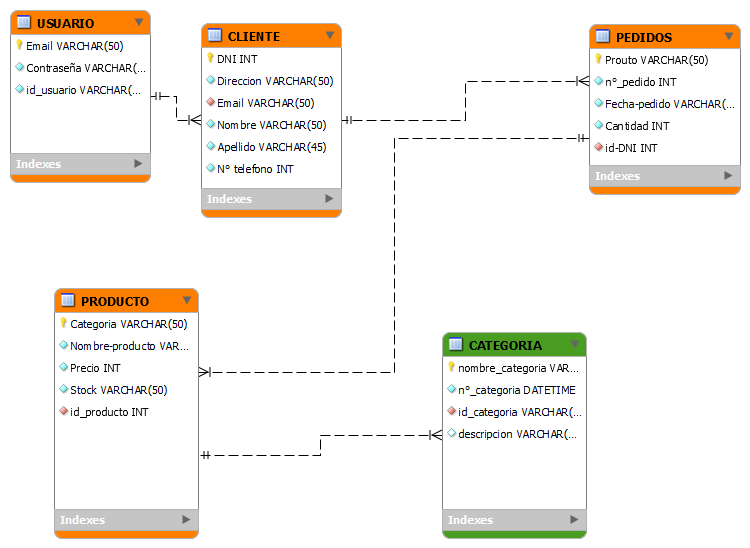 USUARIO
Email VARCHAR(50)
Contraseña VARCHAR(...
id_usuario VARCHAR(...
Indexes
CLIENTE
DNI INT
Direccion VARCHAR(50)
Email VARCHAR(50)
Nombre VARCHAR(50)
Apellido VARCHAR(45)
Nº telefono INT
Indexes
PEDIDOS
Prouto VARCHAR(50)
nº_pedido INT
Fecha-pedido VARCHAR(...
Cantidad INT
id-DNI INT
Indexes
PRODUCTO
Categoria VARCHAR(50)
Nombre-producto VAR...
Precio INT
Stock VARCHAR(50)
id_producto INT
Indexes
CATEGORIA
nombre_categoria VAR...
nº_categoria DATETIME
id_categoria VARCHAR(...
descripcion VARCHAR(...
Indexes